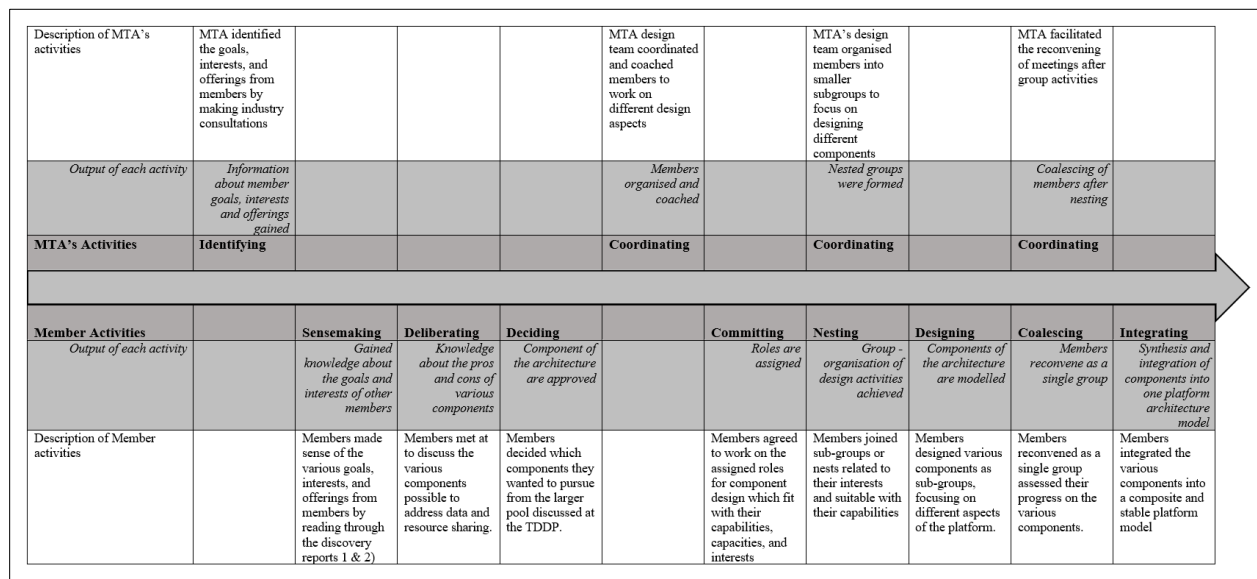 Description of MTA's
activities
MTA identified
the goals,
interests, and
offerings from
members by
making industry
consultations
MTA design
team coordinated
and coached
members to
work on
different design
aspects
MTA's design
team organised
members into
smaller
subgroups to
focus on
designing
different
components
MTA facilitated
the reconvening
of meetings after
group activities
Output of each activity
Information
about member
goals, interests
and offerings
gained
Members
organised and
coached
Nested groups
were formed
Coalescing of
members after
nesting
MTA's Activities
Identifying
Coordinating
Coordinating
Coordinating
Member Activities
Sensemaking
Deliberating
Deciding
Committing
Nesting
Designing
Coalescing
Integrating
Output of each activity
Gained
knowledge about
the goals and
interests of other
members
Knowledge
about the pros
and cons of
various
components
Component of
the architecture
are approved
Roles are
assigned
Group -
organisation of
design activities
achieved
Components of
the architecture
are modelled
Members
reconvene as a
single group
Synthesis and
integration of
components into
one platform
architecture
model
Description of Member
activities
Members made
sense of the
various goals,
interests, and
offerings from
members by
reading through
the discovery
reports 1 & 2)
Members met at
to discuss the
various
components
possible to
address data and
resource sharing.
Members
decided which
components they
wanted to
pursue from the
larger
pool discussed at
the TDDP.
Members agreed
to work on the
assigned roles
for component
design which fit
with their
capabilities,
capacities, and
interests
Members joined
sub-groups or
nests related to
their interests
and suitable with
their capabilities
Members
designed various
components as
sub-groups,
focusing on
different aspects
of the platform.
Members
reconvened as a
single group
assessed their
progress on the
various
components.
Members
integrated the
various
components into
a composite and
stable platform
model